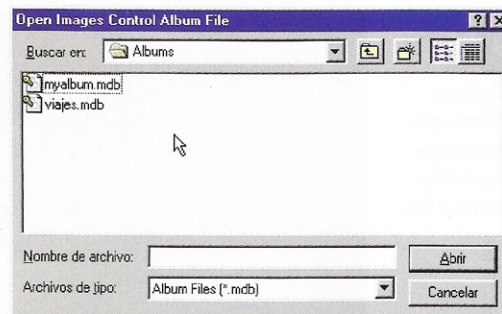 Open Images Control Album File
Buscar en: Albums
myalbum.mdb
viajes.mdb
Nombre de archivo: Abrir
Archivos de tipo: Album Files (*.mdb) Cancelar